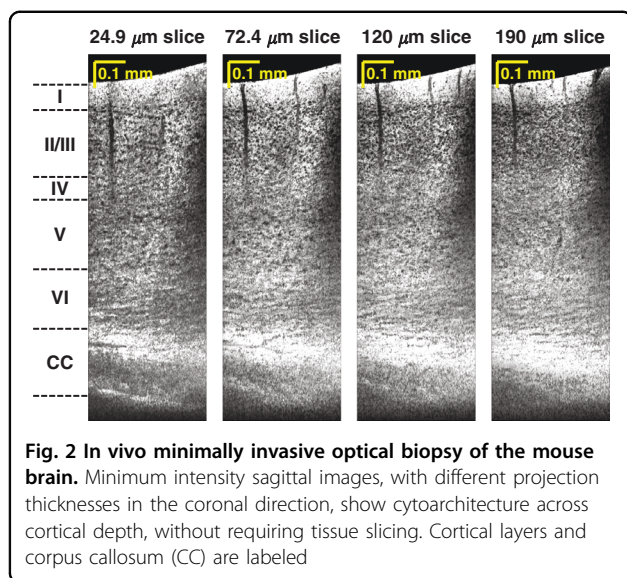 24.9 μm slice 72.4 μm slice 120 μm slice 190 μm slice
0.1 mm 0.1 mm 0.1 mm 0.1 mm
I
II/III
IV
V
VI
CC
Fig. 2 In vivo minimally invasive optical biopsy of the mouse
brain. Minimum intensity sagittal images, with different projection
thicknesses in the coronal direction, show cytoarchitecture across
cortical depth, without requiring tissue slicing. Cortical layers and
corpus callosum (CC) are labeled